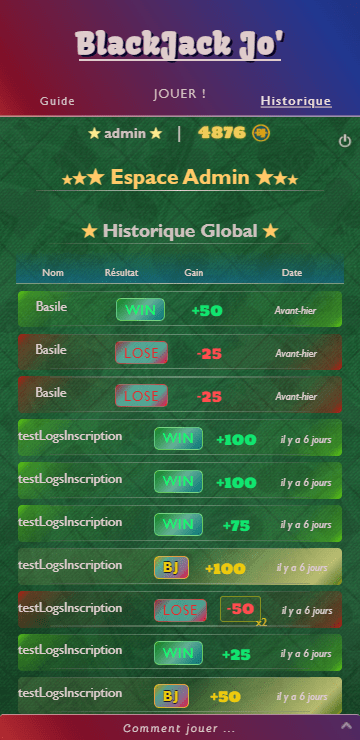 BlackJack Jo'
Guide JOUER ! Historique
admin | 4876
Espace Admin
Historique Global
Nom Résultat Gain Date
Basile WIN +50 Avant-hier
Basile LOSE -25 Avant-hier
Basile LOSE -25 Avant-hier
testLogsInscription WIN +100 il y a 6 jours
testLogsInscription WIN +100 il y a 6 jours
testLogsInscription WIN +75 il y a 6 jours
testLogsInscription BJ +100 il y a 6 jours
testLogsInscription LOSE -50 x2 il y a 6 jours
testLogsInscription WIN +25 il y a 6 jours
testLogsInscription BJ +50 il y a 6 jours
Comment jouer ...